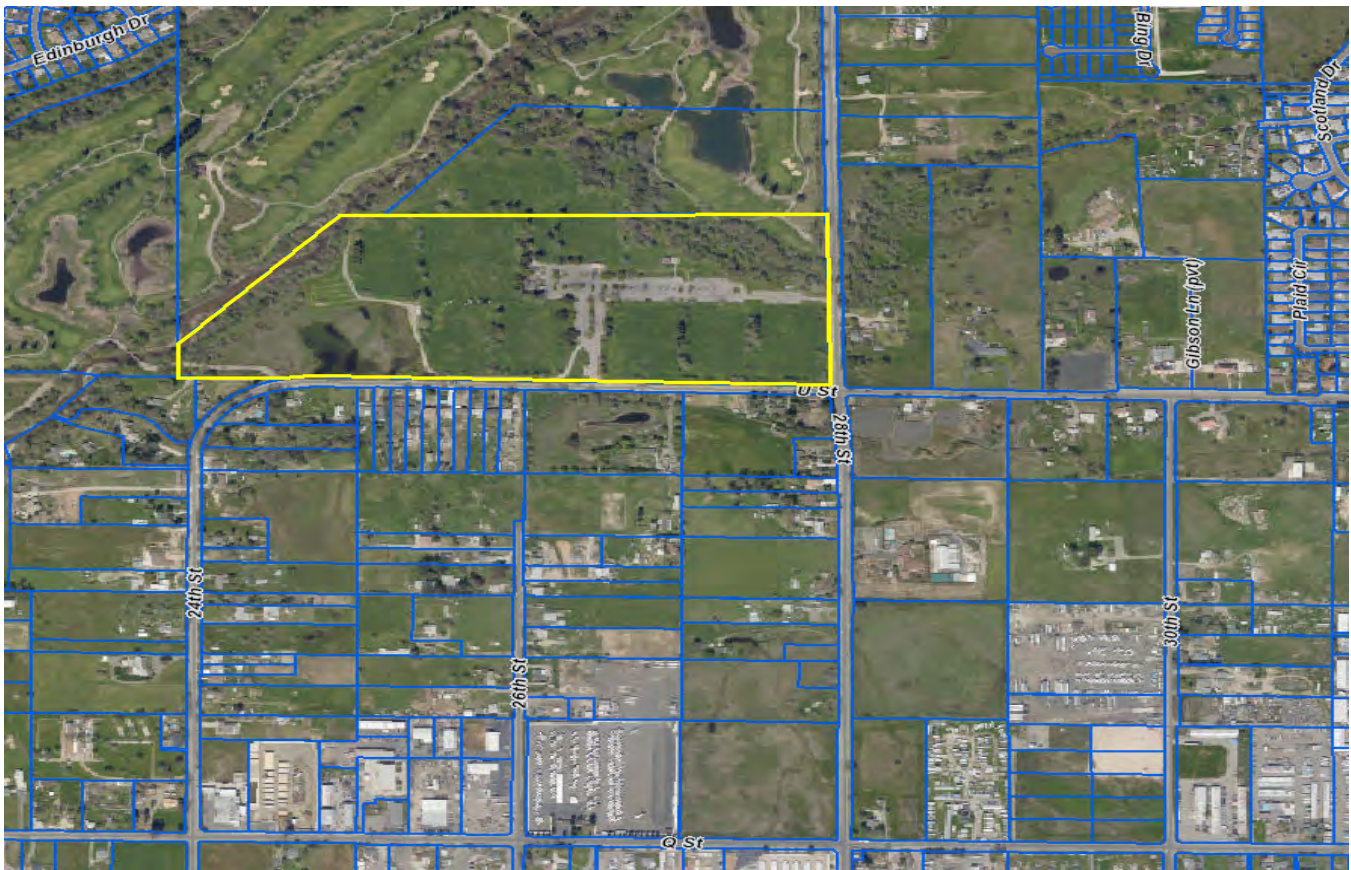 Edinburgh Dr
Bing Dr
Scotland Dr
Gibson Ln (pvt)
Plaid Cir
U St
28th St
24th St
30th St
26th St
Q St